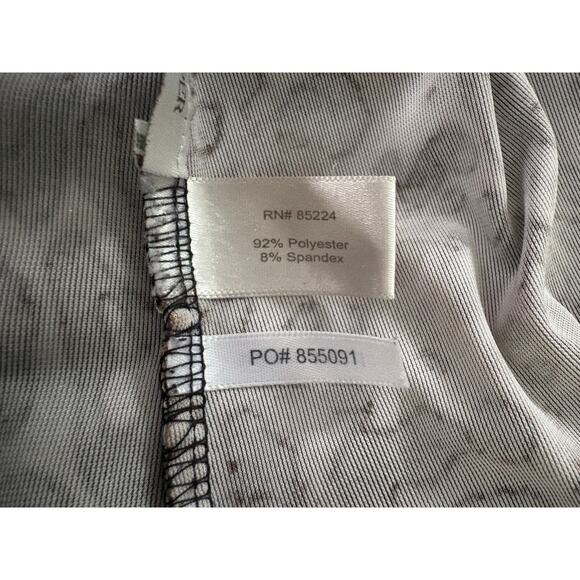 RN# 85224
92% Polyester
8% Spandex
PO# 855091